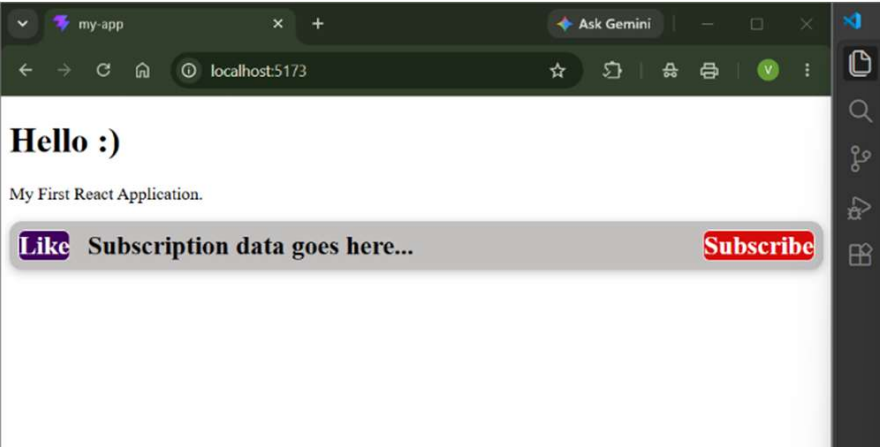 my-app
Ask Gemini
localhost:5173
V
Hello :)
My First React Application.
Like Subscription data goes here... Subscribe